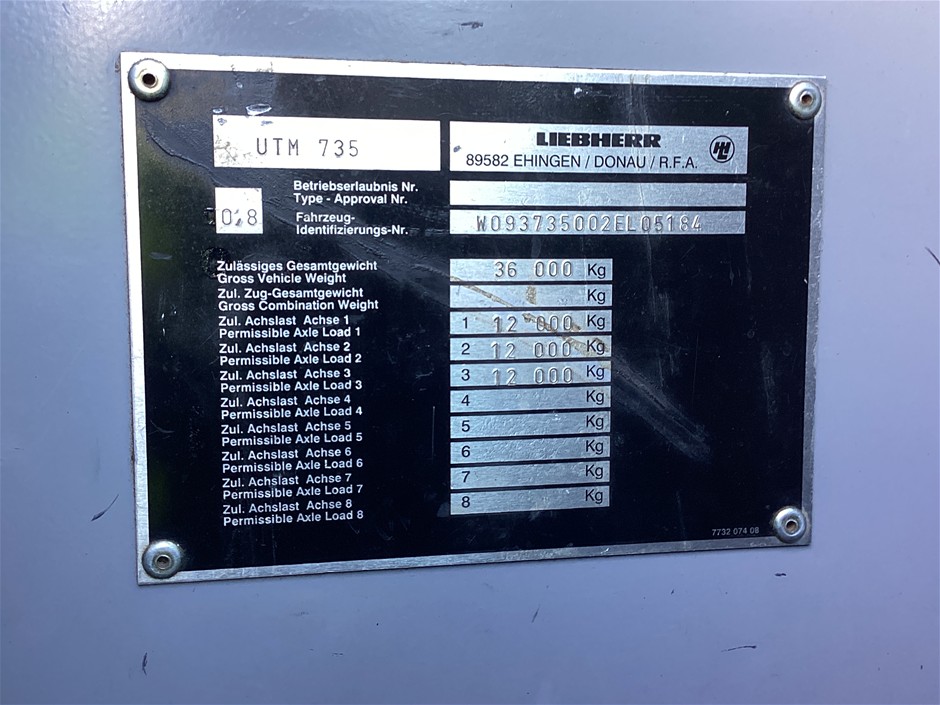 UTM 735
LIEBHERR
89582 EHINGEN / DONAU / R.F.A.
Betriebserlaubnis Nr.
Type - Approval Nr.
Fahrzeug-
Identifizierungs-Nr.
W093735002EL05184
Zulässiges Gesamtgewicht
Gross Vehicle Weight
36 000 Kg
Zul. Zug-Gesamtgewicht
Gross Combination Weight
Kg
Zul. Achslast Achse 1
Permissible Axle Load 1
1 12 000 Kg
Zul. Achslast Achse 2
Permissible Axle Load 2
2 12 000 Kg
Zul. Achslast Achse 3
Permissible Axle Load 3
3 12 000 Kg
Zul. Achslast Achse 4
Permissible Axle Load 4
4 Kg
Zul. Achslast Achse 5
Permissible Axle Load 5
5 Kg
Zul. Achslast Achse 6
Permissible Axle Load 6
6 Kg
Zul. Achslast Achse 7
Permissible Axle Load 7
7 Kg
Zul. Achslast Achse 8
Permissible Axle Load 8
8 Kg
7732 074 08